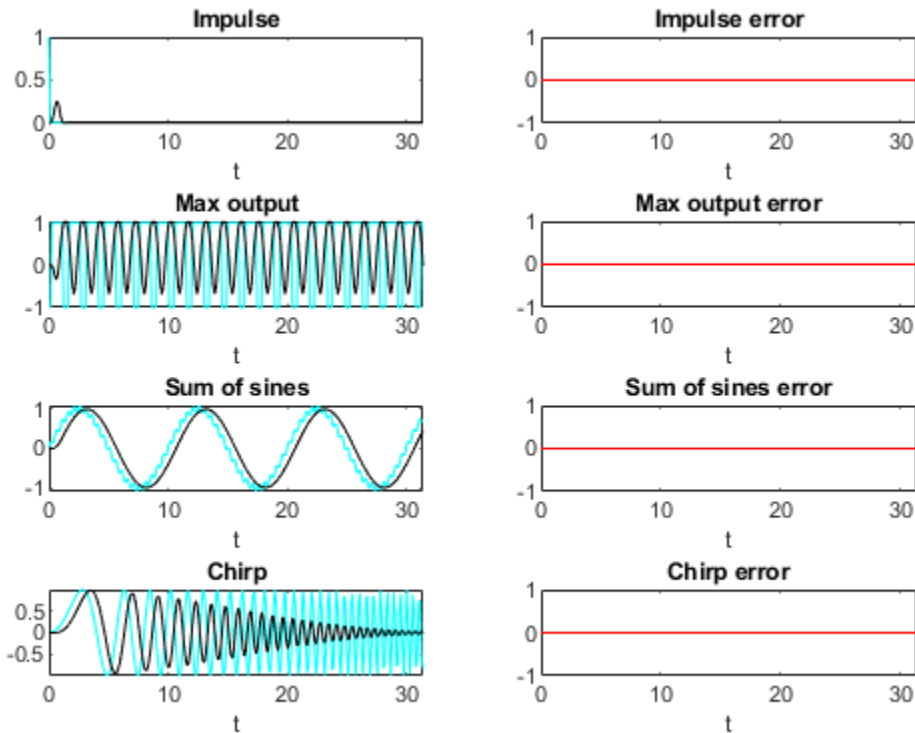 Impulse
1
0.5
0
0 10 20 30
t
Impulse error
1
0
-1
0 10 20 30
t
Max output
1
0
-1
0 10 20 30
t
Max output error
1
0
-1
0 10 20 30
t
Sum of sines
1
0
-1
0 10 20 30
t
Sum of sines error
1
0
-1
0 10 20 30
t
Chirp
0.5
0
-0.5
0 10 20 30
t
Chirp error
1
0
-1
0 10 20 30
t